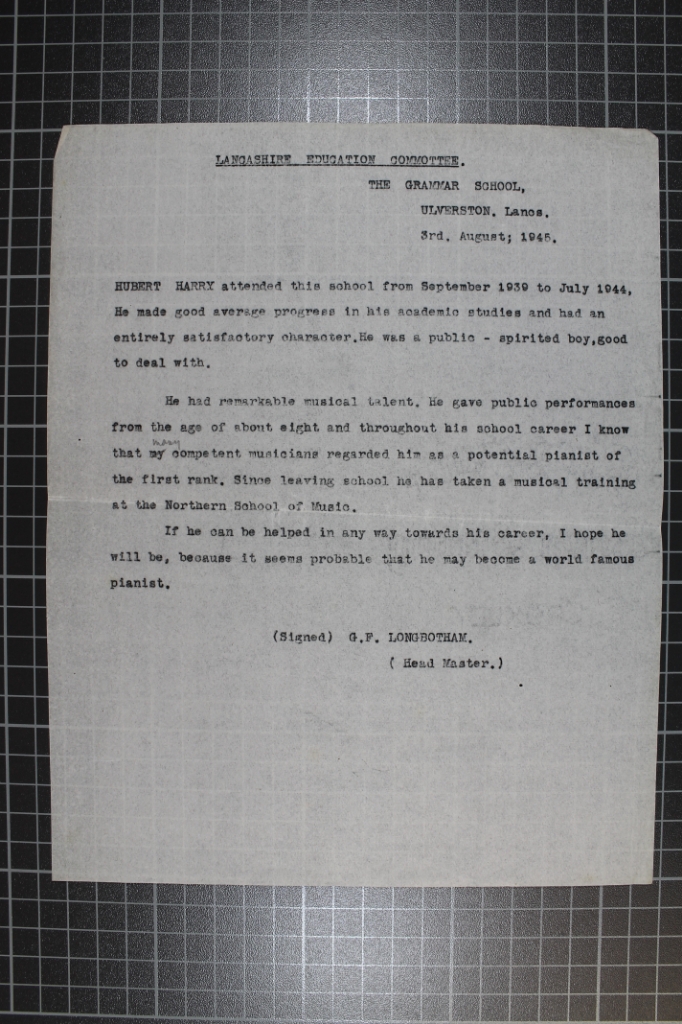 LANCASHIRE EDUCATION COMMOTTEE.
THE GRAMMAR SCHOOL,
ULVERSTON. Lancs.
3rd. August; 1945.
HUBERT HARRY attended this school from September 1939 to July 1944,
He made good average progress in his academic studies and had an
entirely satisfactory character.He was a public - spirited boy,good
to deal with.
He had remarkable musical talent. He gave public performances
from the age of about eight and throughout his school career I know
many
that my competent musicians regarded him as a potential pianist of
the first rank. Since leaving school he has taken a musical training
at the Northern School of Music.
If he can be helped in any way towards his career, I hope he
will be, because it seems probable that he may become a world famous
pianist.
(Signed) G.F. LONGBOTHAM.
( Head Master.)